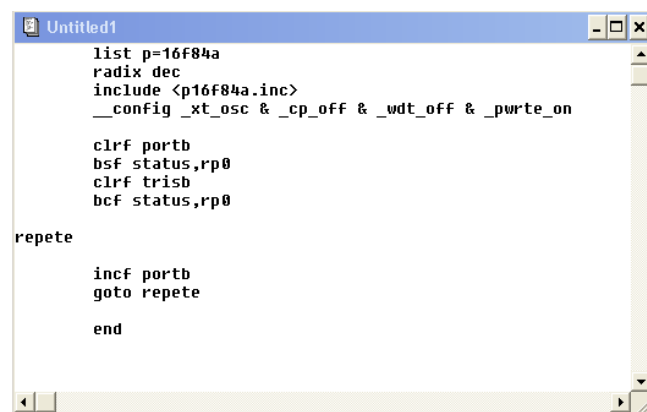 Untitled1
list p=16f84a
radix dec
include <p16f84a.inc>
__config _xt_osc & _cp_off & _wdt_off & _pwrte_on
clrf portb
bsf status,rp0
clrf trisb
bcf status,rp0
repete
incf portb
goto repete
end